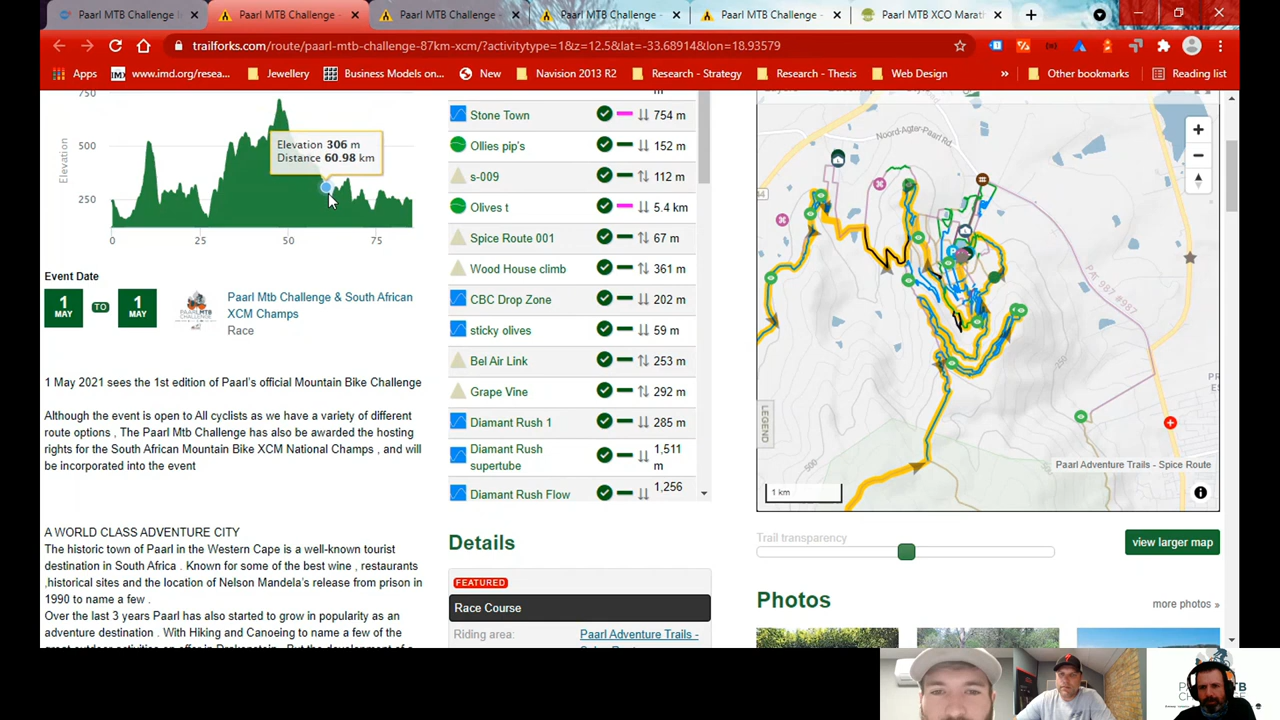 Paarl MTB Challenge I
Paarl MTB Challenge -
Paarl MTB Challenge -
Paarl MTB Challenge -
Paarl MTB Challenge -
Paarl MTB XCO Marat
trailforks.com/route/paarl-mtb-challenge-87km-xcm/?activitytype=1&z=12.5&lat=-33.68914&lon=18.93579
Apps
www.imd.org/resea...
Jewellery
Business Models on...
New
Navision 2013 R2
Research - Strategy
Research - Thesis
Web Design
»
Other bookmarks
Reading list
750
500
250
Elevation
Elevation 306 m
Distance 60.98 km
0 25 50 75
Event Date
1 MAY TO 1 MAY
Paarl Mtb Challenge & South African
XCM Champs
Race
1 May 2021 sees the 1st edition of Paarl's official Mountain Bike Challenge
Although the event is open to All cyclists as we have a variety of different
route options , The Paarl Mtb Challenge has also be awarded the hosting
rights for the South African Mountain Bike XCM National Champs , and will
be incorporated into the event
A WORLD CLASS ADVENTURE CITY
The historic town of Paarl in the Western Cape is a well-known tourist
destination in South Africa . Known for some of the best wine , restaurants
,historical sites and the location of Nelson Mandela's release from prison in
1990 to name a few .
Over the last 3 years Paarl has also started to grow in popularity as an
adventure destination . With Hiking and Canoeing to name a few of the
m
Stone Town 754 m
Ollies pip's 152 m
s-009 112 m
Olives t 5.4 km
Spice Route 001 67 m
Wood House climb 361 m
CBC Drop Zone 202 m
sticky olives 59 m
Bel Air Link 253 m
Grape Vine 292 m
Diamant Rush 1 285 m
Diamant Rush supertube 1,511 m
Diamant Rush Flow 1,256
Details
FEATURED
Race Course
Riding area: Paarl Adventure Trails -
Noord-Agter-Paarl Rd.
44
PAt 987 #987
500
LEGEND
Paarl Adventure Trails - Spice Route
1 km
Trail transparency
view larger map
Photos
more photos »